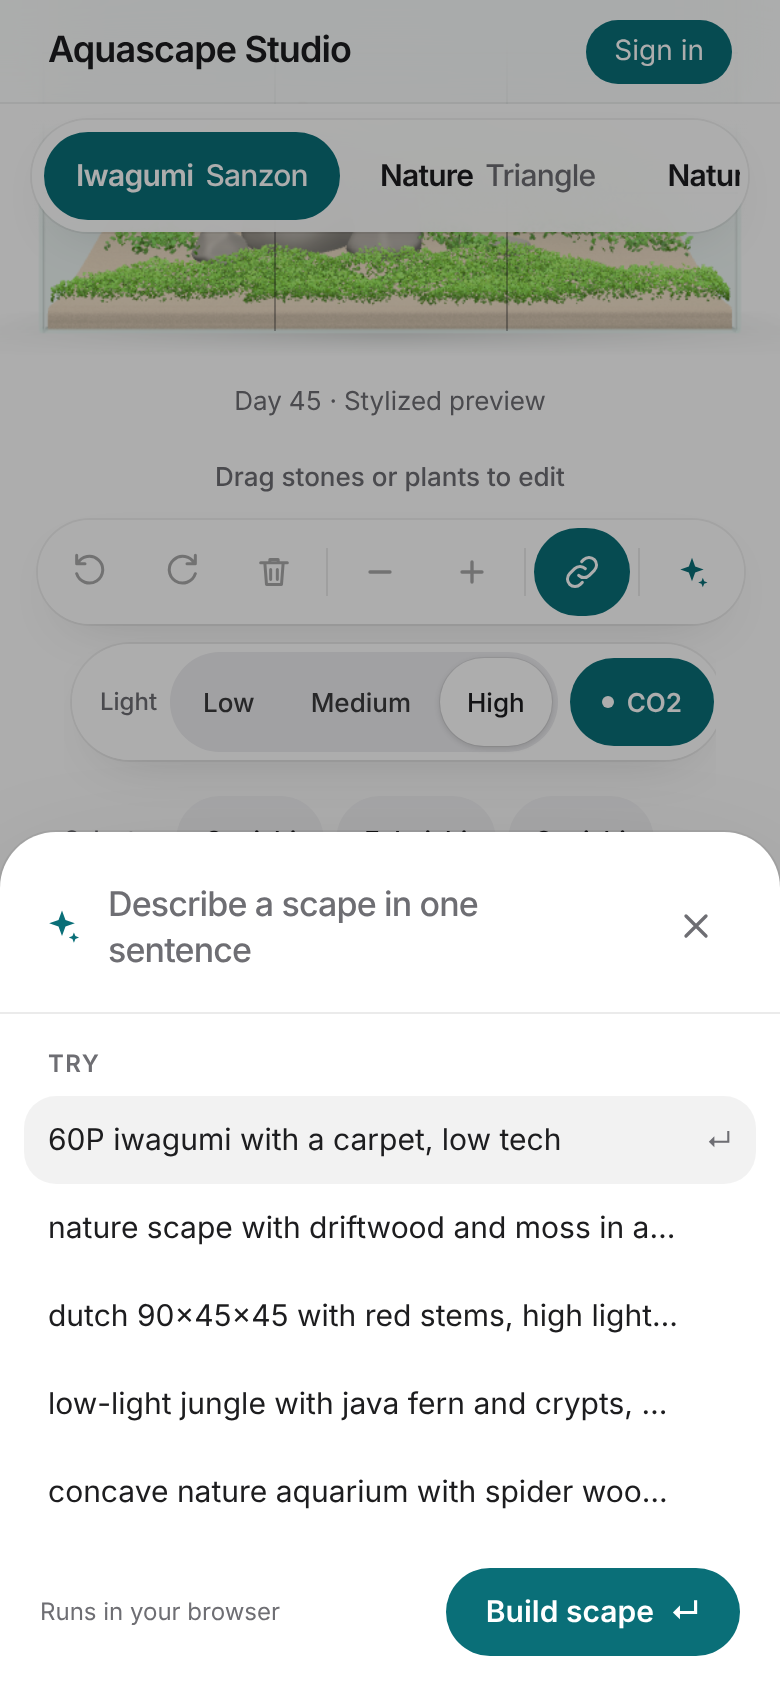 Aquascape Studio
Sign in
Iwagumi Sanzon
Nature Triangle
Day 45 · Stylized preview
Drag stones or plants to edit
Light
Low
Medium
High
CO2
Describe a scape in one
sentence
TRY
60P iwagumi with a carpet, low tech
nature scape with driftwood and moss in a...
dutch 90×45×45 with red stems, high light...
low-light jungle with java fern and crypts, ...
concave nature aquarium with spider woo...
Runs in your browser
Build scape